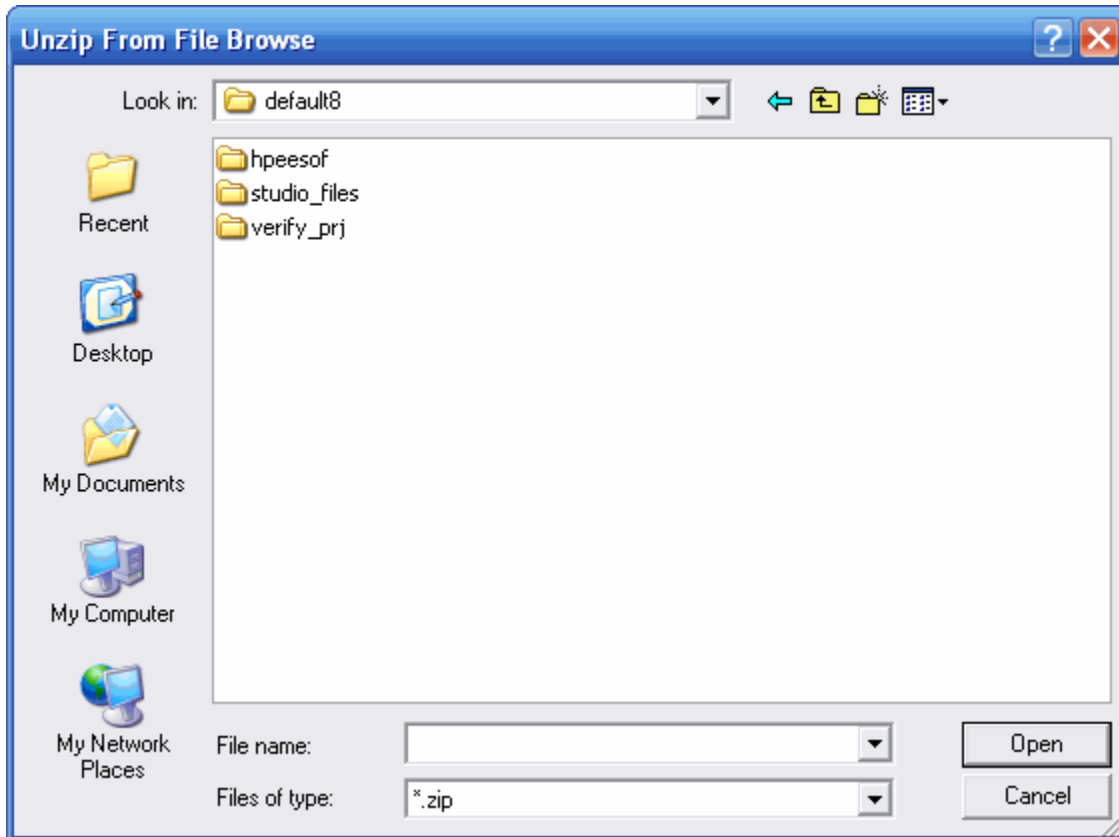 Unzip From File Browse
Look in: default8
hpeesof
studio_files
verify_prj
Recent
Desktop
My Documents
My Computer
My Network
Places
File name:
Open
Files of type: *.zip
Cancel